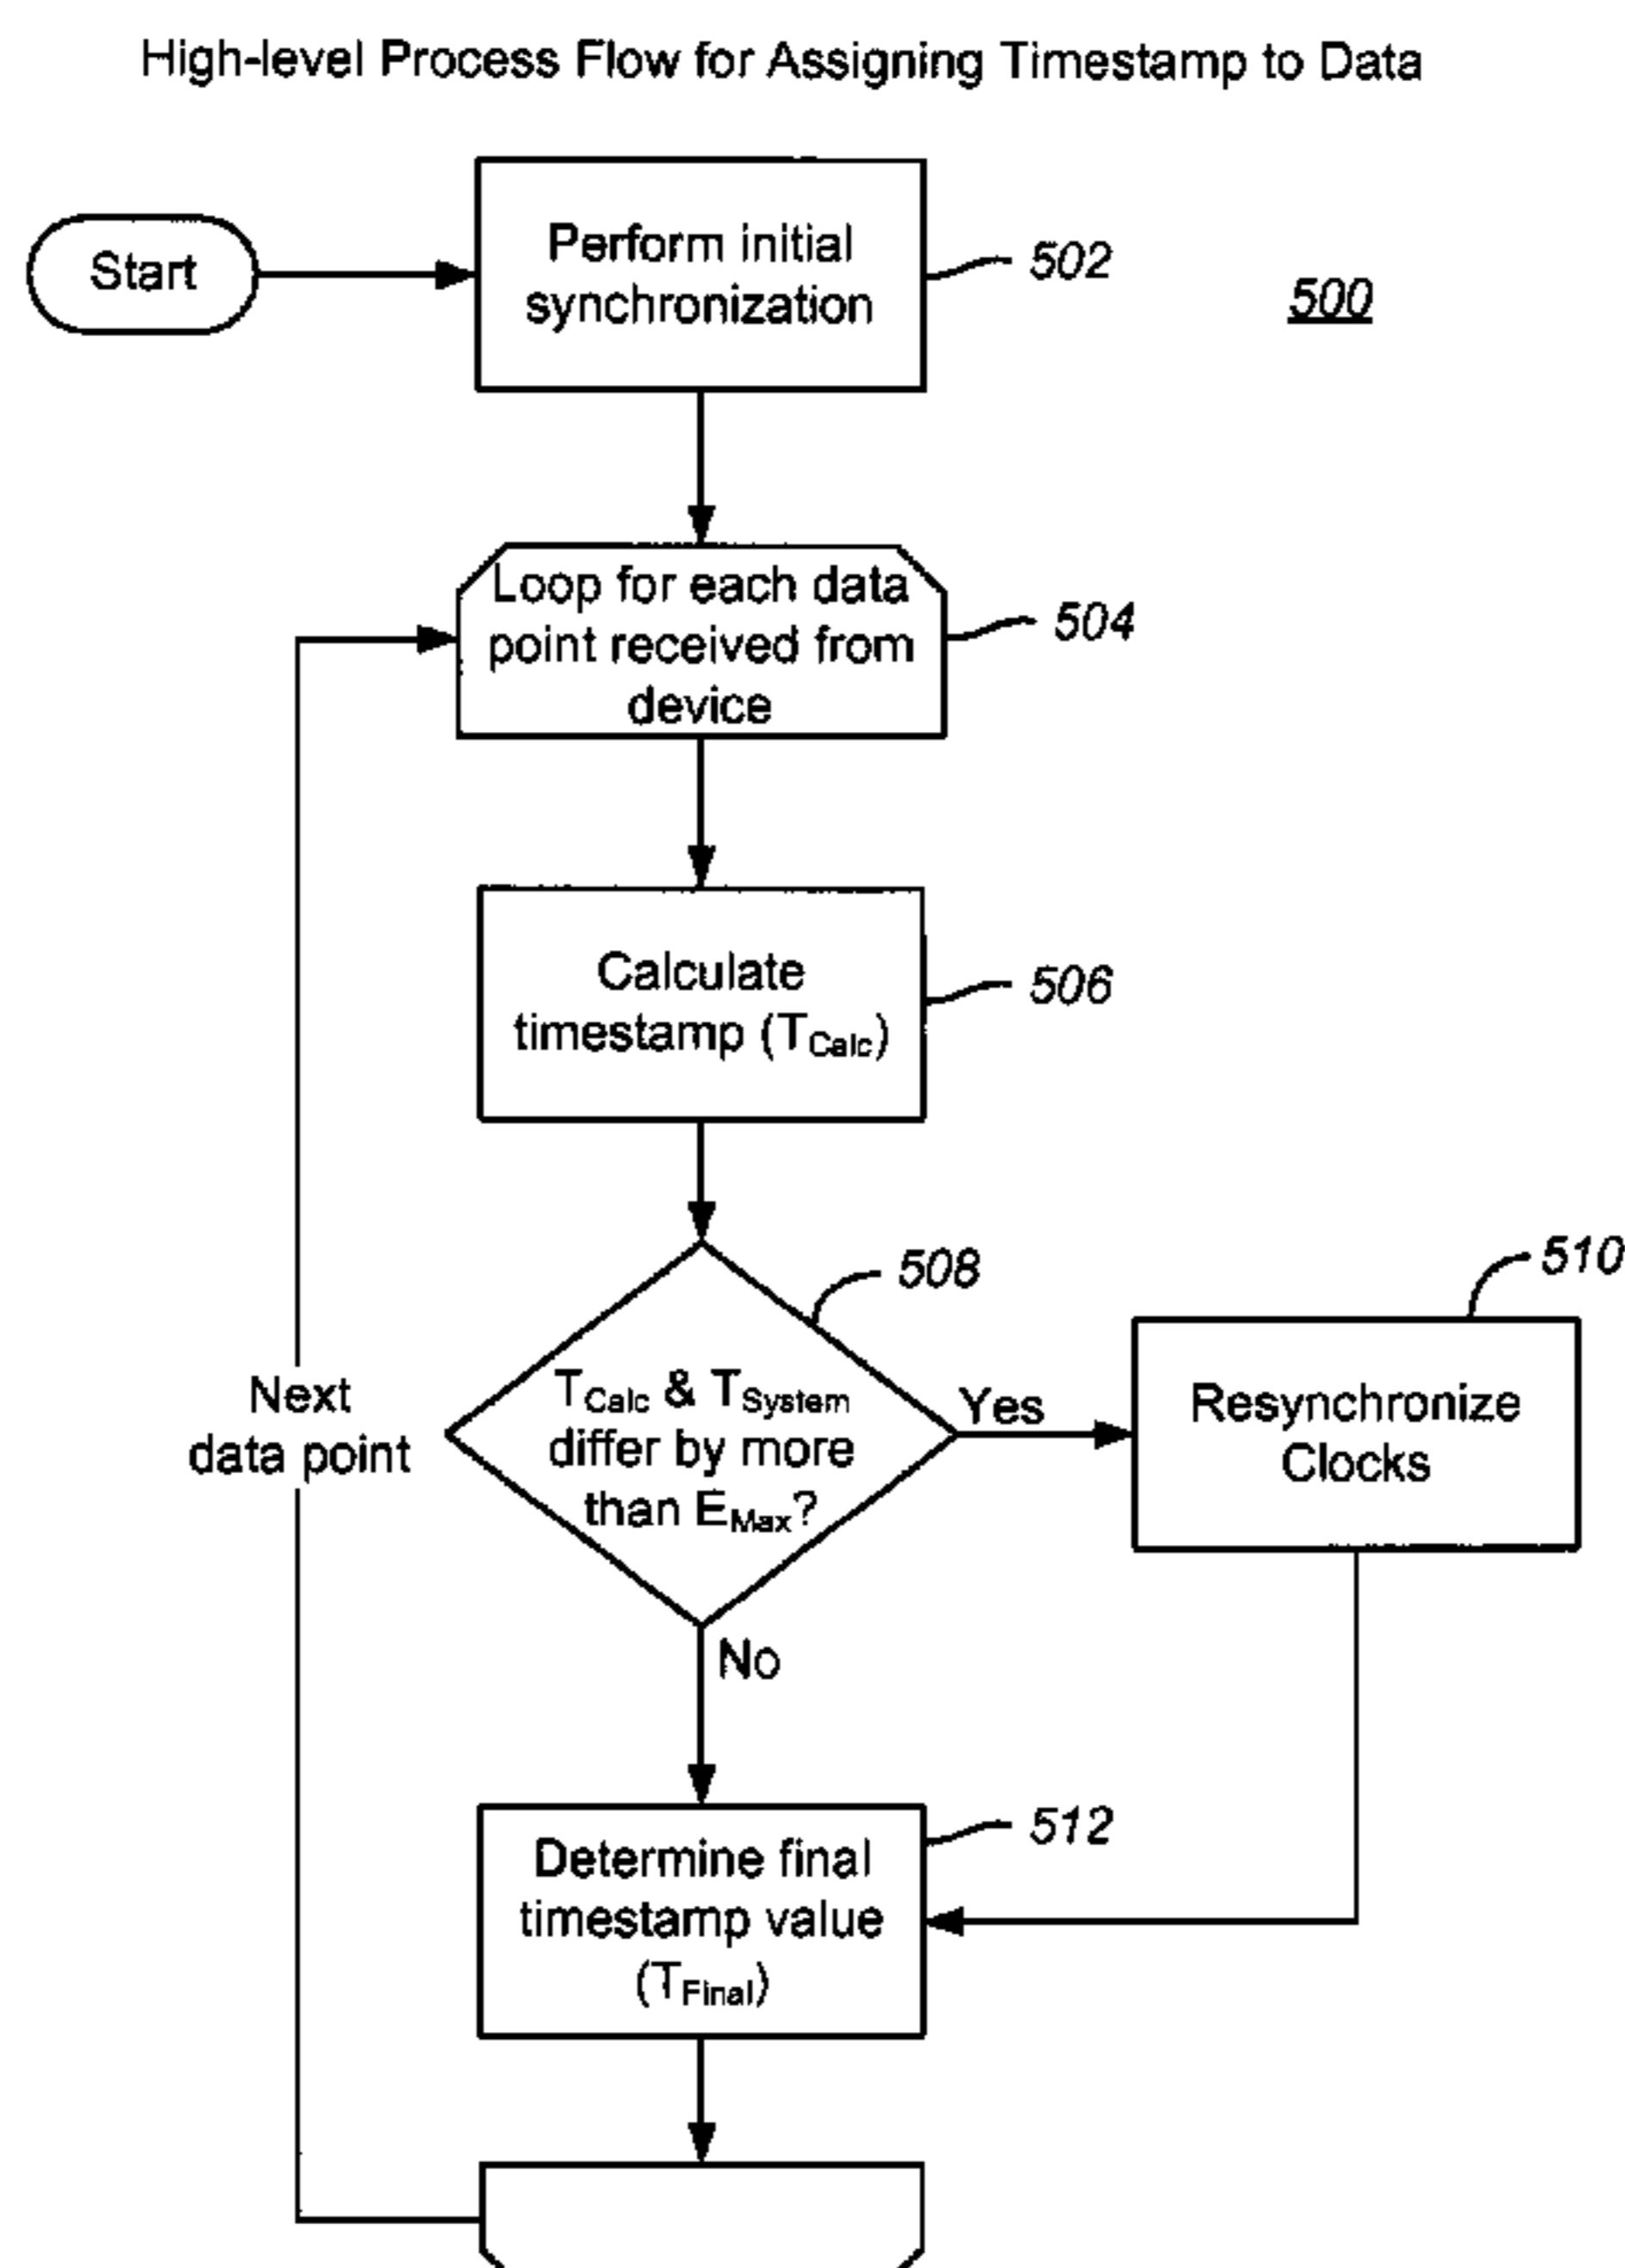 High-level Process Flow for Assigning Timestamp to Data
Start
Perform initial
synchronization
502
500
Loop for each data
point received from
device
504
Calculate
timestamp (TCalc)
506
508
510
TCalc & TSystem
differ by more
than EMax?
Yes
Resynchronize
Clocks
Next
data point
No
Determine final
timestamp value
(TFinal)
512